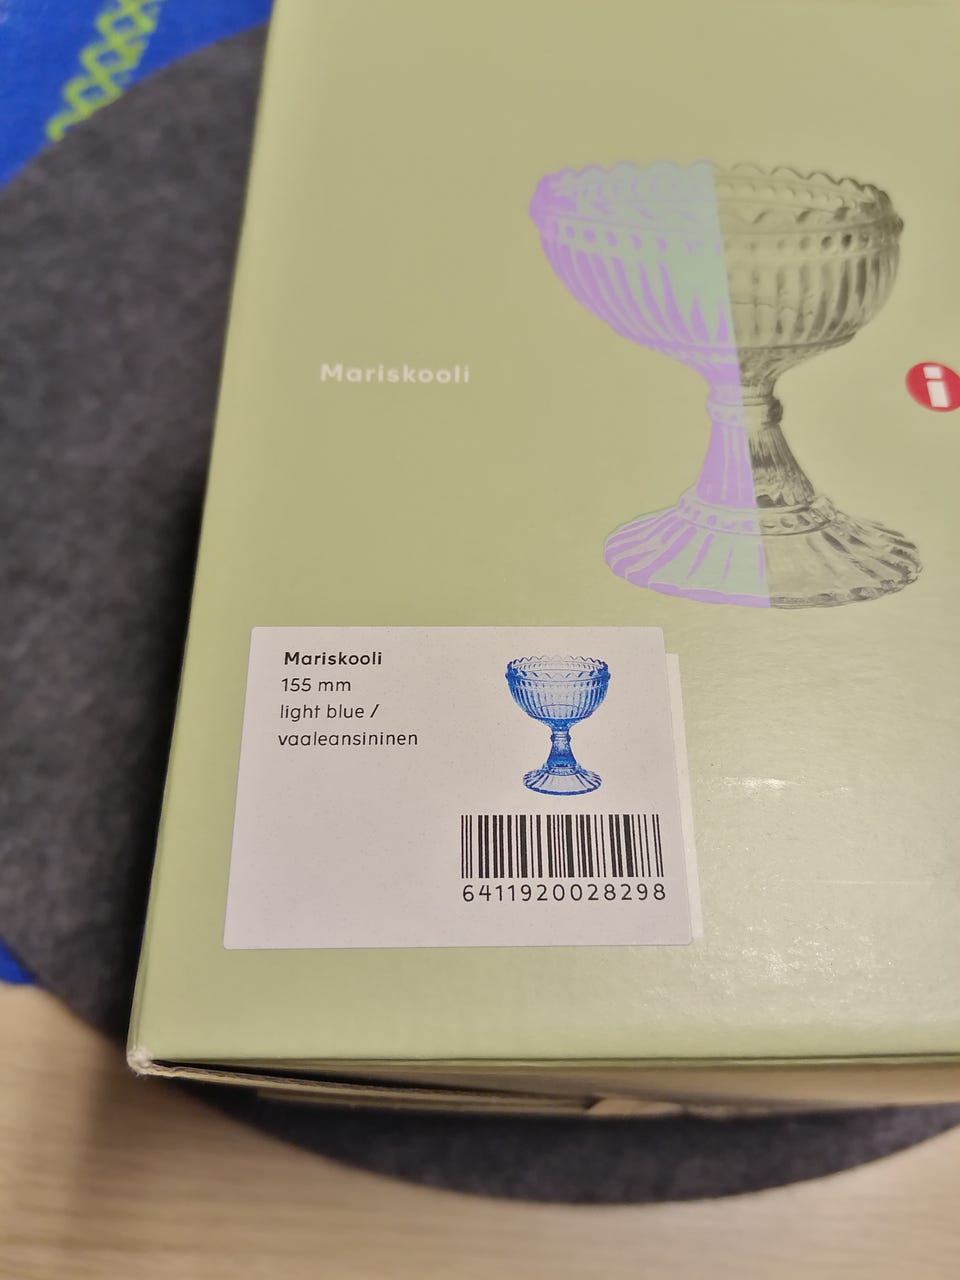 Mariskooli
i
Mariskooli
155 mm
light blue /
vaaleansininen
6411920028298